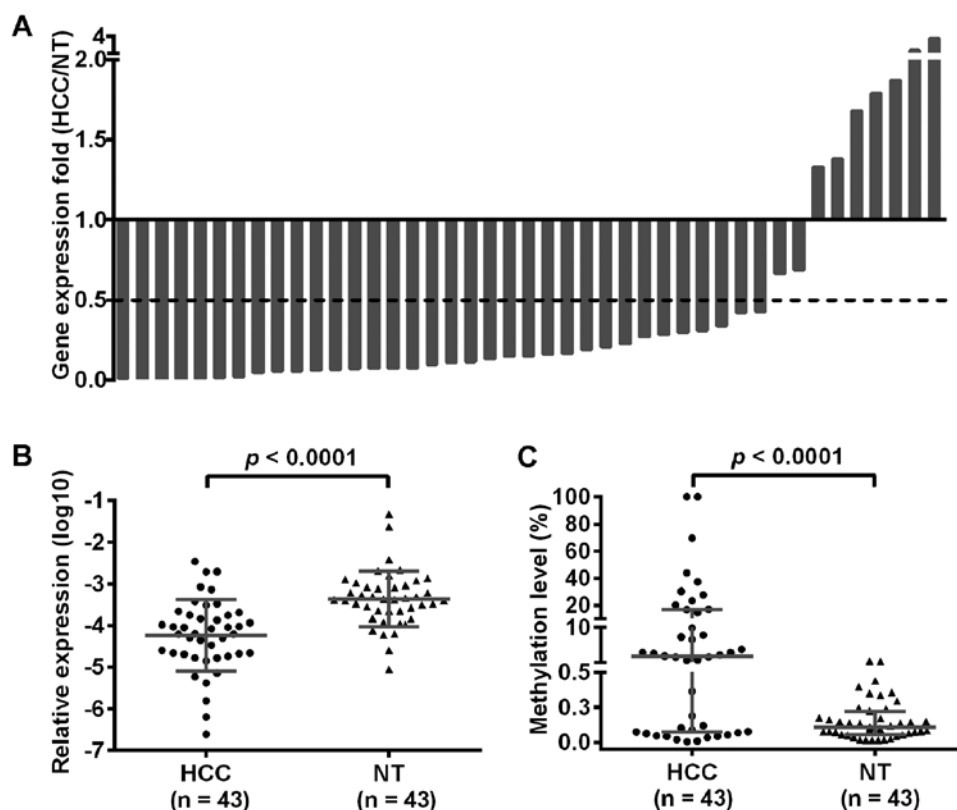 A
Gene expression fold (HCC/NT)
4
2.0
1.5
1.0
0.5
0.0
B
p < 0.0001
Relative expression (log10)
-1
-2
-3
-4
-5
-6
-7
HCC
(n = 43)
NT
(n = 43)
C
p < 0.0001
Methylation level (%)
100
80
60
40
20
10
0.5
0.3
0.0
HCC
(n = 43)
NT
(n = 43)